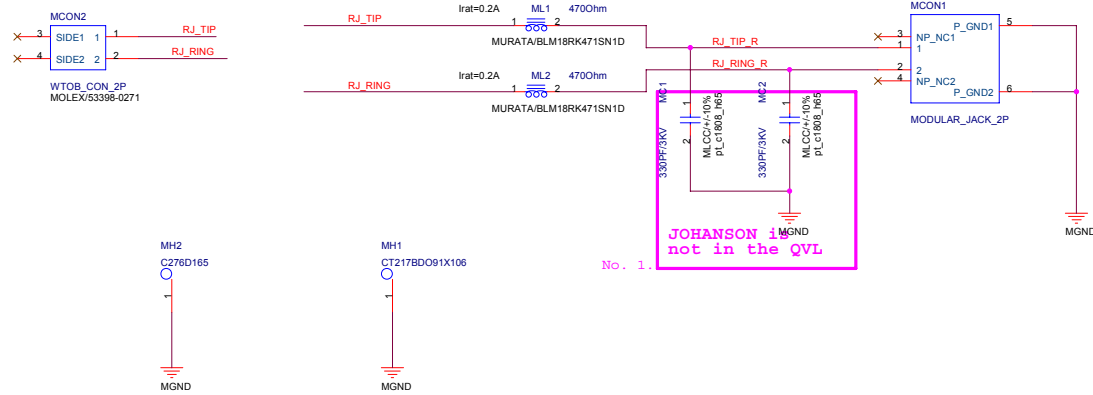 MCON2
3 SIDE1 1 1 RJ_TIP
4 SIDE2 2 2 RJ_RING
WTOB_CON_2P
MOLEX/53398-0271
RJ_TIP
Irat=0.2A ML1 470Ohm
1 2
MURATA/BLM18RK471SN1D
RJ_TIP_R
RJ_RING
Irat=0.2A ML2 470Ohm
1 2
MURATA/BLM18RK471SN1D
RJ_RING_R
MCON1
P_GND1 5
3 NP_NC1
1 1
2 2
4 NP_NC2
P_GND2 6
MODULAR_JACK_2P
MGND
MC1
1
2
330PF/3KV
MLCC/+/-10%
pt_c1808_h65
MC2
1
2
330PF/3KV
MLCC/+/-10%
pt_c1808_h65
MGND
JOHANSON is
not in the QVL
No. 1.
MH2
C276D165
1
MGND
MH1
CT217BDO91X106
1
MGND